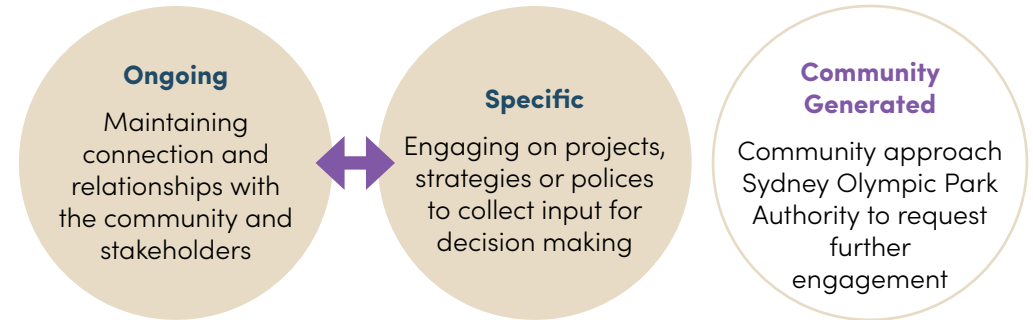 Ongoing
Maintaining
connection and
relationships with
the community and
stakeholders
Specific
Engaging on projects,
strategies or polices
to collect input for
decision making
Community
Generated
Community approach
Sydney Olympic Park
Authority to request
further
engagement